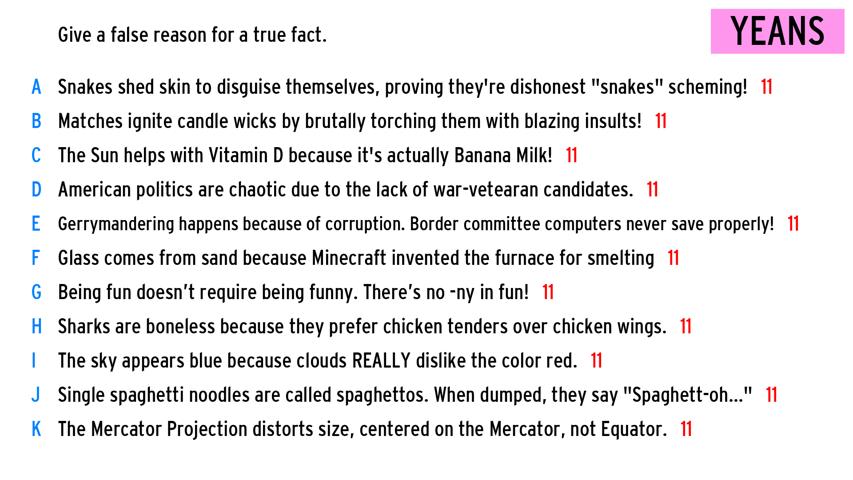 Give a false reason for a true fact.
YEANS
A Snakes shed skin to disguise themselves, proving they're dishonest "snakes" scheming! 11
B Matches ignite candle wicks by brutally torching them with blazing insults! 11
C The Sun helps with Vitamin D because it's actually Banana Milk! 11
D American politics are chaotic due to the lack of war-vetearan candidates. 11
E Gerrymandering happens because of corruption. Border committee computers never save properly! 11
F Glass comes from sand because Minecraft invented the furnace for smelting 11
G Being fun doesn't require being funny. There's no -ny in fun! 11
H Sharks are boneless because they prefer chicken tenders over chicken wings. 11
I The sky appears blue because clouds REALLY dislike the color red. 11
J Single spaghetti noodles are called spaghettos. When dumped, they say "Spaghett-oh..." 11
K The Mercator Projection distorts size, centered on the Mercator, not Equator. 11